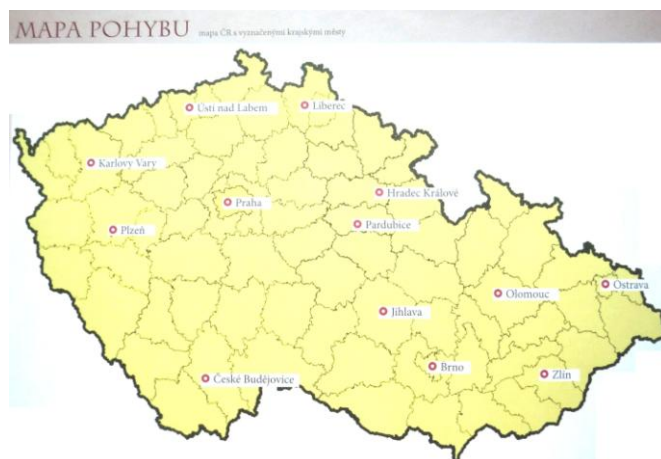 MAPA POHYBU mapa ČR s vyznačenými krajskými městy
Ústí nad Labem
Liberec
Karlovy Vary
Hradec Králové
Praha
Pardubice
Plzeň
Ostrava
Olomouc
Jihlava
Brno
Zlín
České Budějovice